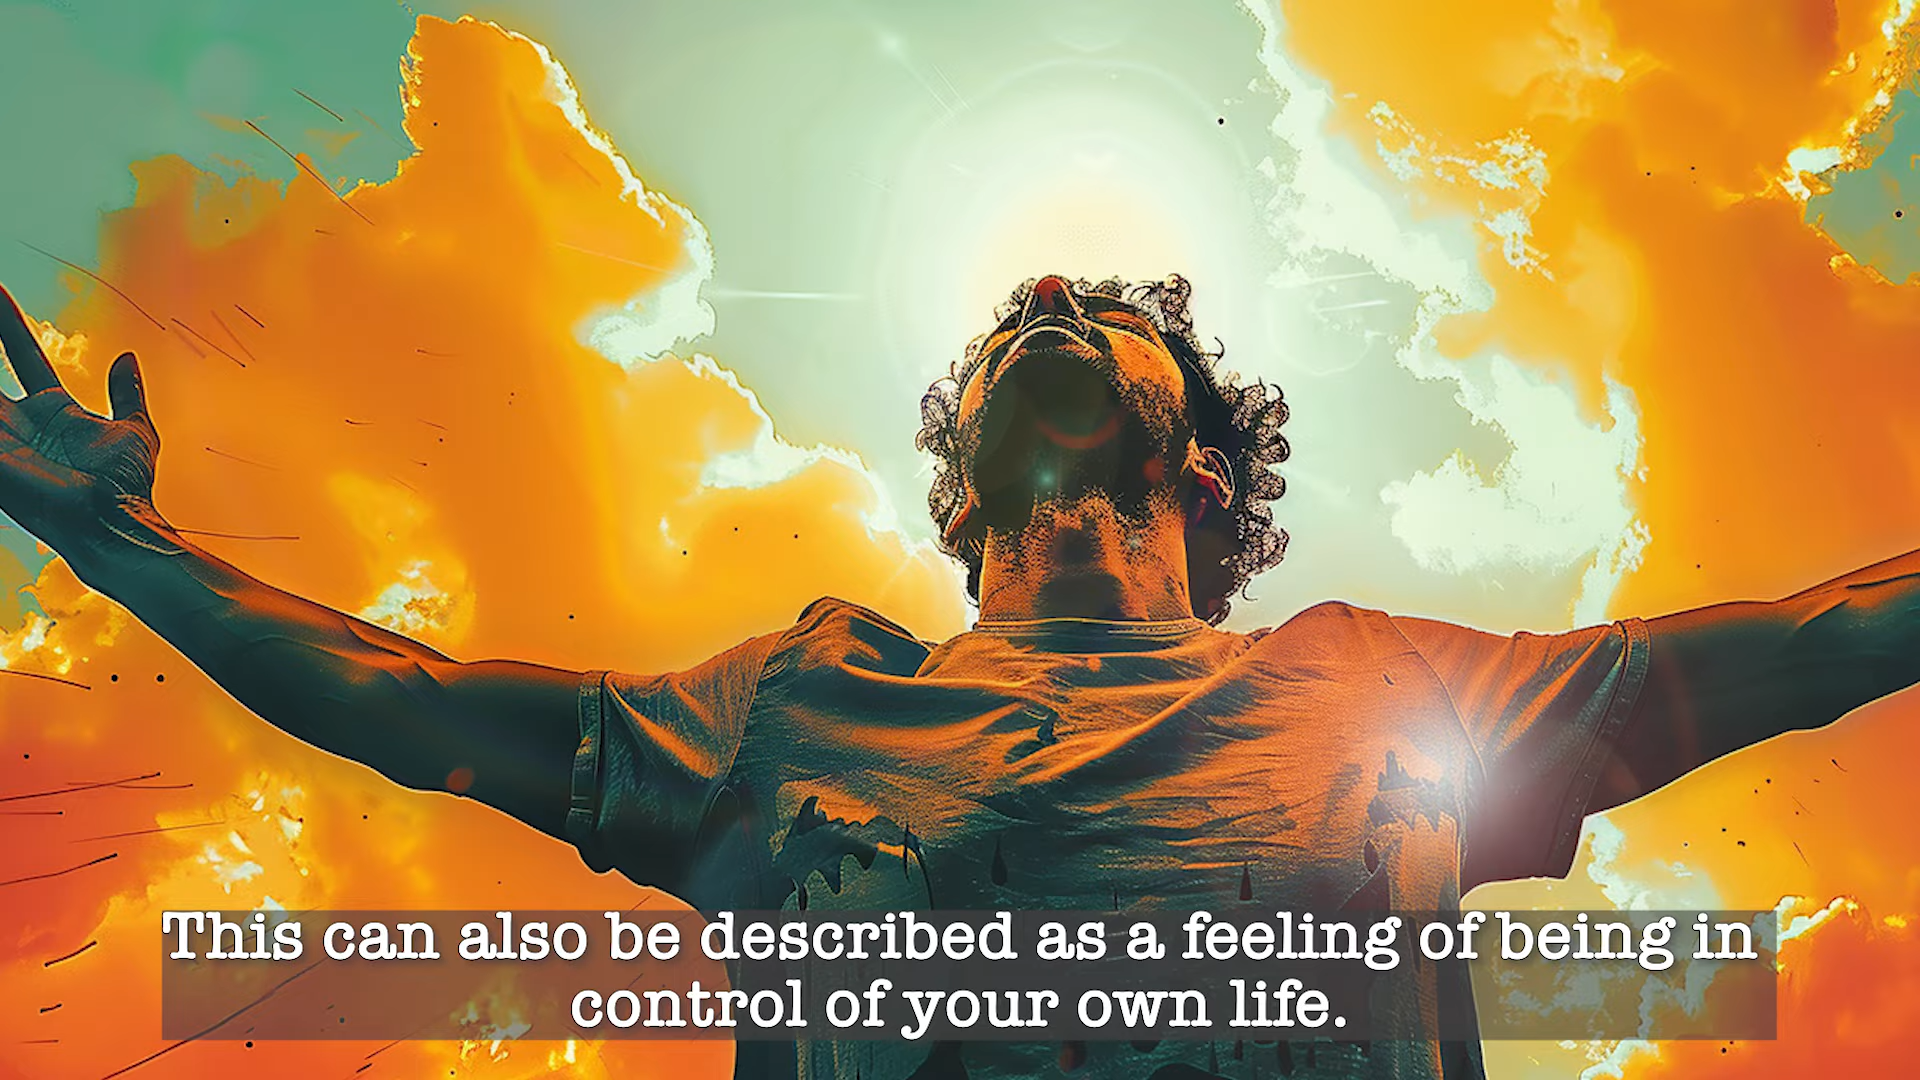 This can also be described as a feeling of being in
control of your own life.